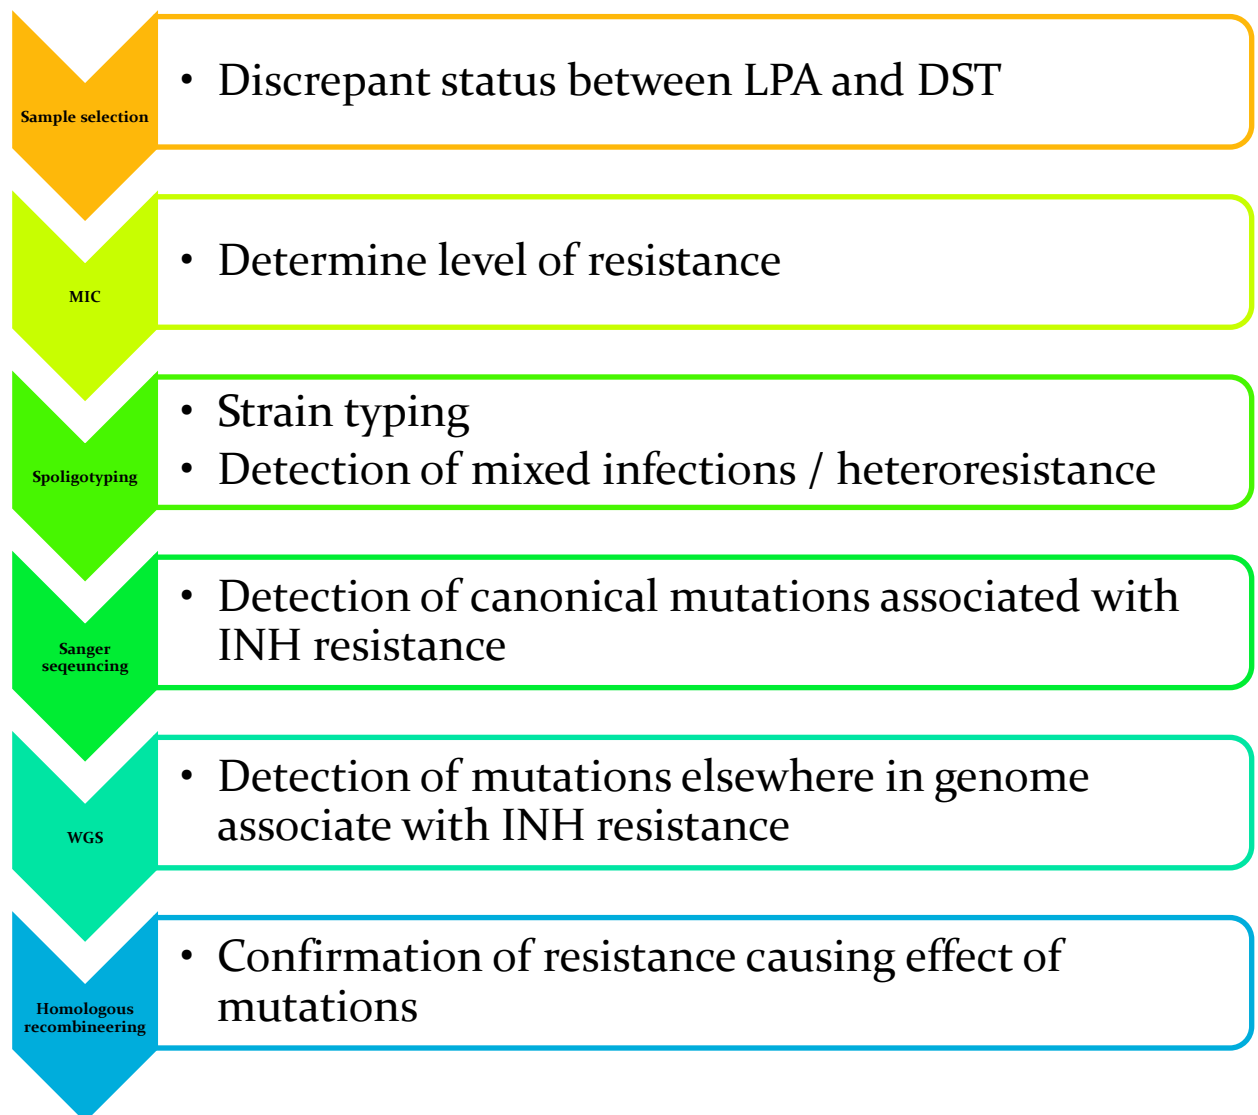 Sample selection
• Discrepant status between LPA and DST
MIC
• Determine level of resistance
Spoligotyping
• Strain typing
• Detection of mixed infections / heteroresistance
Sanger
seqeuncing
• Detection of canonical mutations associated with
INH resistance
WGS
• Detection of mutations elsewhere in genome
associate with INH resistance
Homologous
recombineering
• Confirmation of resistance causing effect of
mutations